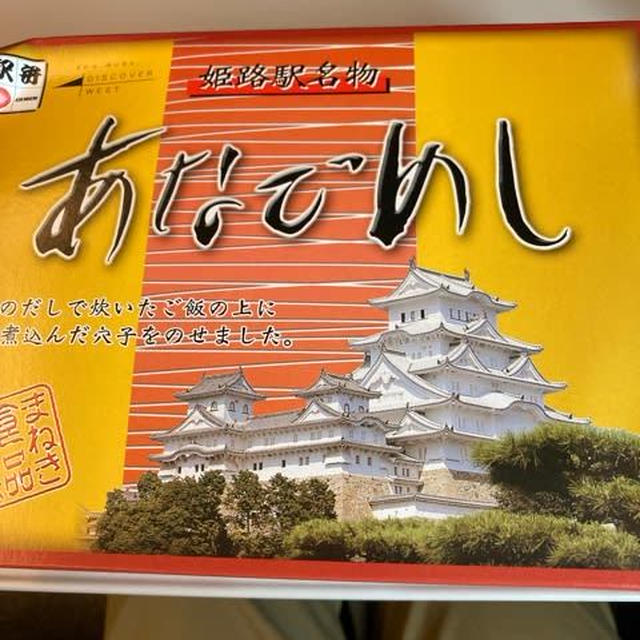 駅弁
DISCOVER
WEST
姫路駅名物
あなごめし
のだしで炊いたご飯の上に
煮込んだ穴子をのせました。
まねき
食品